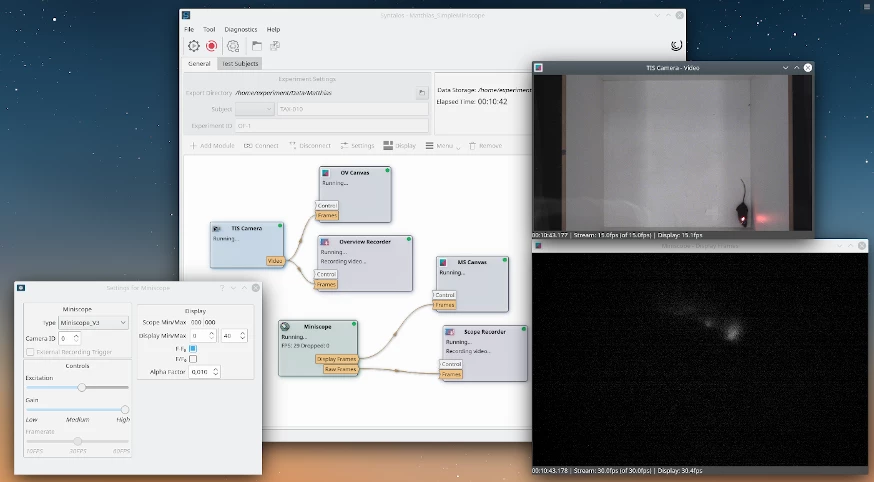 Syntalos - Matthias_SimpleMiniscope
File Tool Diagnostics Help
General Test Subjects
Experiment Settings
Export Directory /home/experiment/Data/Matthias
Subject TAX-010
Experiment ID OF-1
Data Storage: /home/experiment
Elapsed Time: 00:10:42
Add Module Connect Disconnect Settings Display Menu Remove
OV Canvas
Running...
Control
Frames
TIS Camera
Running...
Video
Overview Recorder
Running...
Recording video...
Control
Frames
MS Canvas
Running...
Control
Frames
Miniscope
Running...
FPS: 29 Dropped: 0
Display Frames
Raw Frames
Scope Recorder
Running...
Recording video...
Control
Frames
TIS Camera - Video
00:10:43.177 | Stream: 15.0fps (of 15.0fps) | Display: 15.1fps
Miniscope - Display Frames
00:10:43.178 | Stream: 30.0fps (of 30.0fps) | Display: 30.4fps
Settings for Miniscope
Miniscope
Type Miniscope_V3
Camera ID 0
External Recording Trigger
Controls
Excitation
Gain
Low Medium High
Framerate
10FPS 30FPS 60FPS
Display
Scope Min/Max 000 000
Display Min/Max 0 40
F-F₀
F/F₀
Alpha Factor 0,010